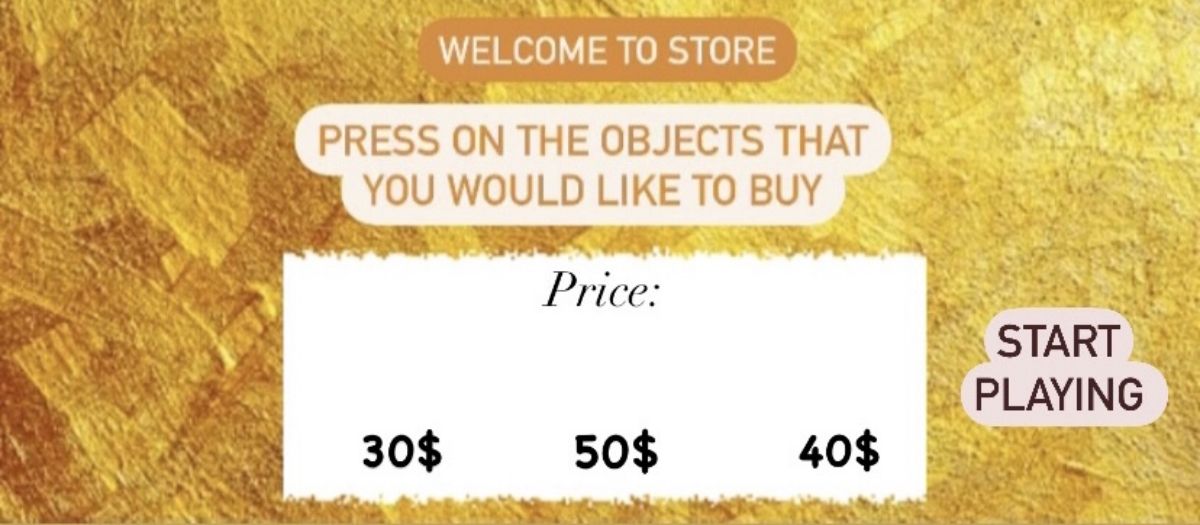 WELCOME TO STORE
PRESS ON THE OBJECTS THAT
YOU WOULD LIKE TO BUY
Price:
START
PLAYING
30$ 50$ 40$